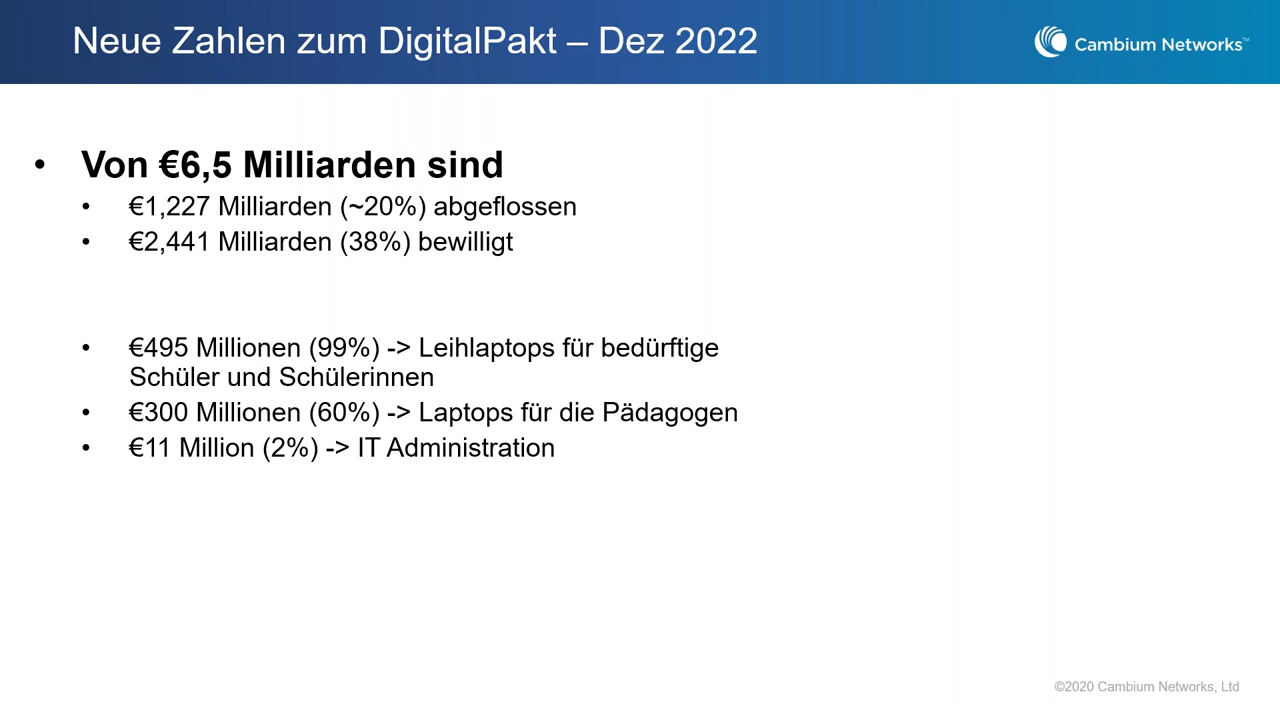 Neue Zahlen zum DigitalPakt – Dez 2022
Cambium Networks™
• Von €6,5 Milliarden sind
• €1,227 Milliarden (~20%) abgeflossen
• €2,441 Milliarden (38%) bewilligt
• €495 Millionen (99%) -> Leihlaptops für bedürftige
Schüler und Schülerinnen
• €300 Millionen (60%) -> Laptops für die Pädagogen
• €11 Million (2%) -> IT Administration
©2020 Cambium Networks, Ltd